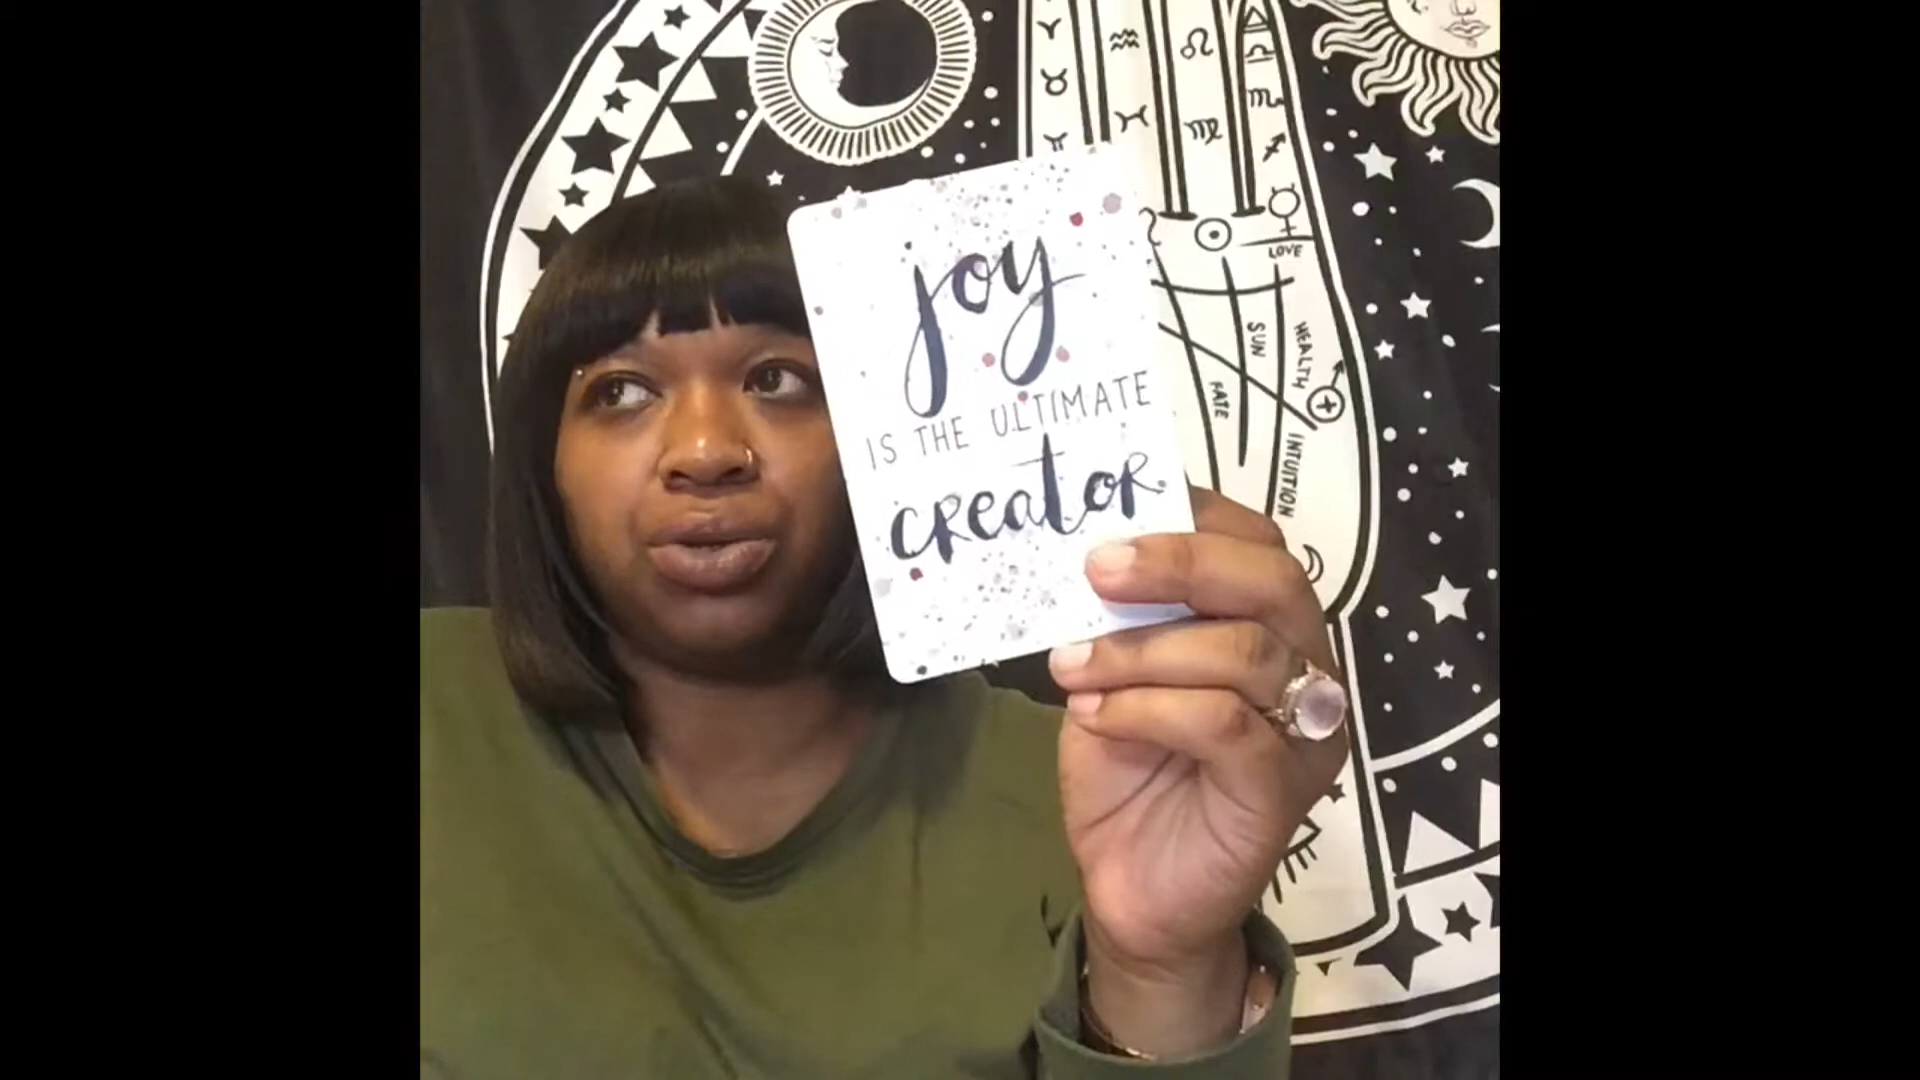 joy
IS THE ULTIMATE
creator
LOVE
SUN
HEALTH
FATE
INTUITION